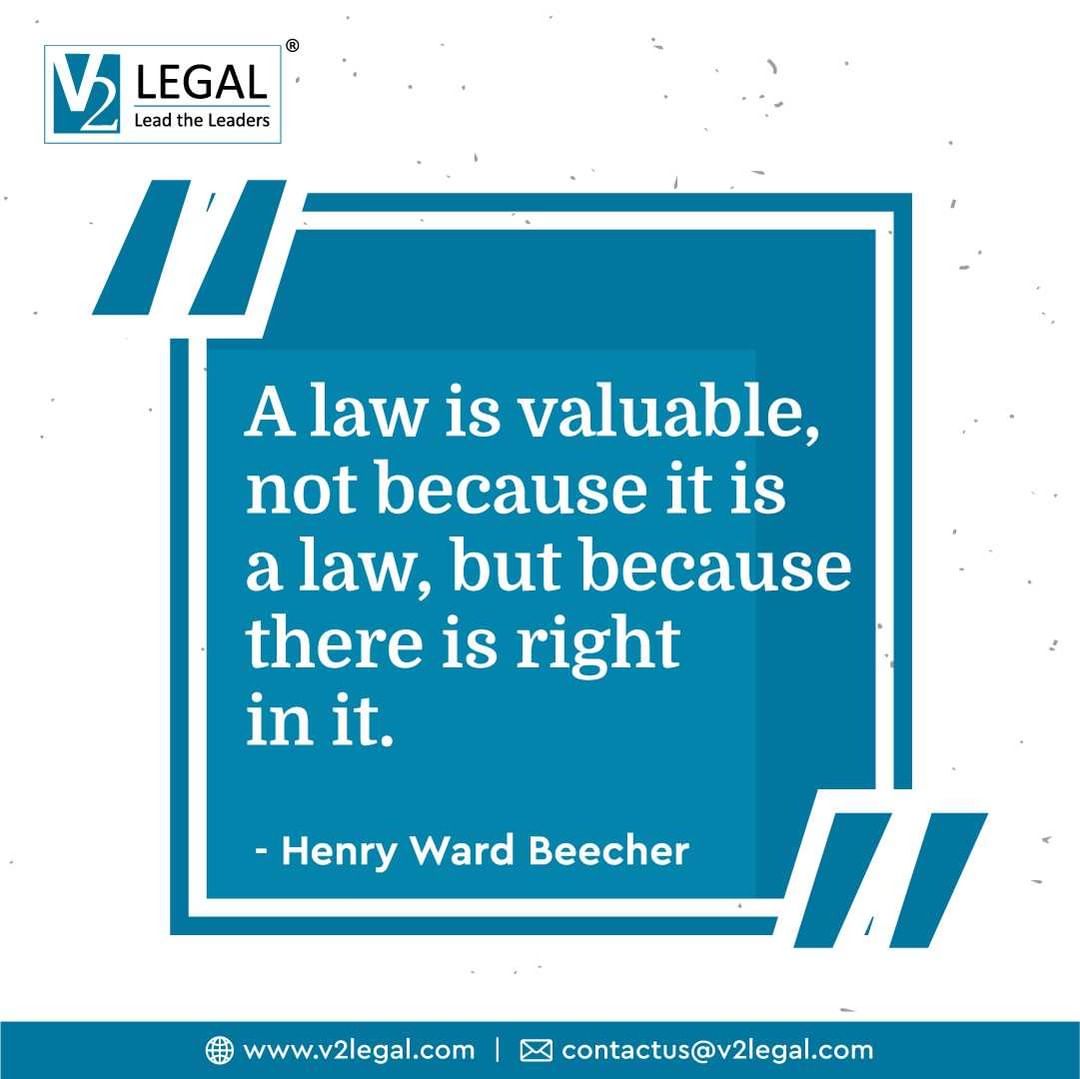 V2 LEGAL ®
Lead the Leaders
A law is valuable,
not because it is
a law, but because
there is right
in it.
- Henry Ward Beecher
www.v2legal.com | contactus@v2legal.com